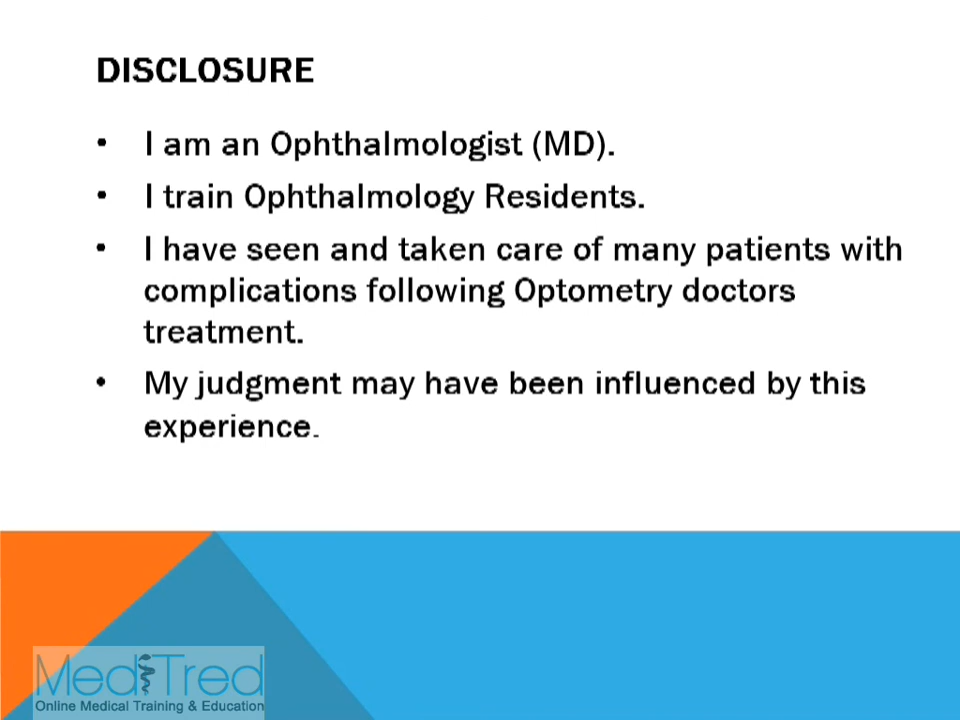 DISCLOSURE
• I am an Ophthalmologist (MD).
• I train Ophthalmology Residents.
• I have seen and taken care of many patients with
complications following Optometry doctors
treatment.
• My judgment may have been influenced by this
experience.
MediTred
Online Medical Training & Education